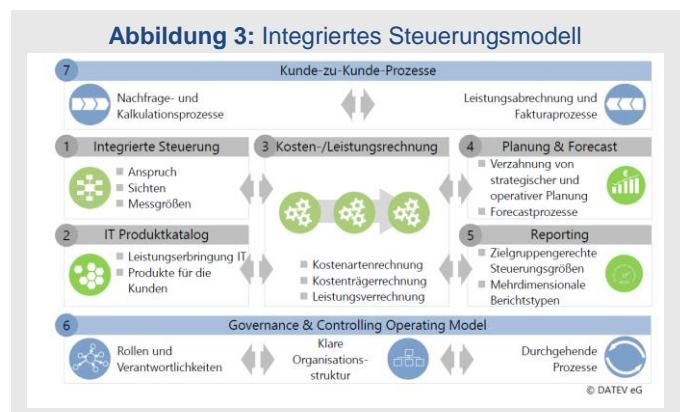 Abbildung 3: Integriertes Steuerungsmodell
7 Kunde-zu-Kunde-Prozesse
Nachfrage- und
Kalkulationsprozesse
Leistungsabrechnung und
Fakturaprozesse
1 Integrierte Steuerung
Anspruch
Sichten
Messgrößen
2 IT Produktkatalog
Leistungserbringung IT
Produkte für die
Kunden
3 Kosten-/Leistungsrechnung
Kostenartenrechnung
Kostenträgerrechnung
Leistungsverrechnung
4 Planung & Forecast
Verzahnung von
strategischer und
operativer Planung
Forecastprozesse
5 Reporting
Zielgruppengerechte
Steuerungsgrößen
Mehrdimensionale
Berichtstypen
6 Governance & Controlling Operating Model
Rollen und
Verantwortlichkeiten
Klare
Organisations-
struktur
Durchgehende
Prozesse
© DATEV eG